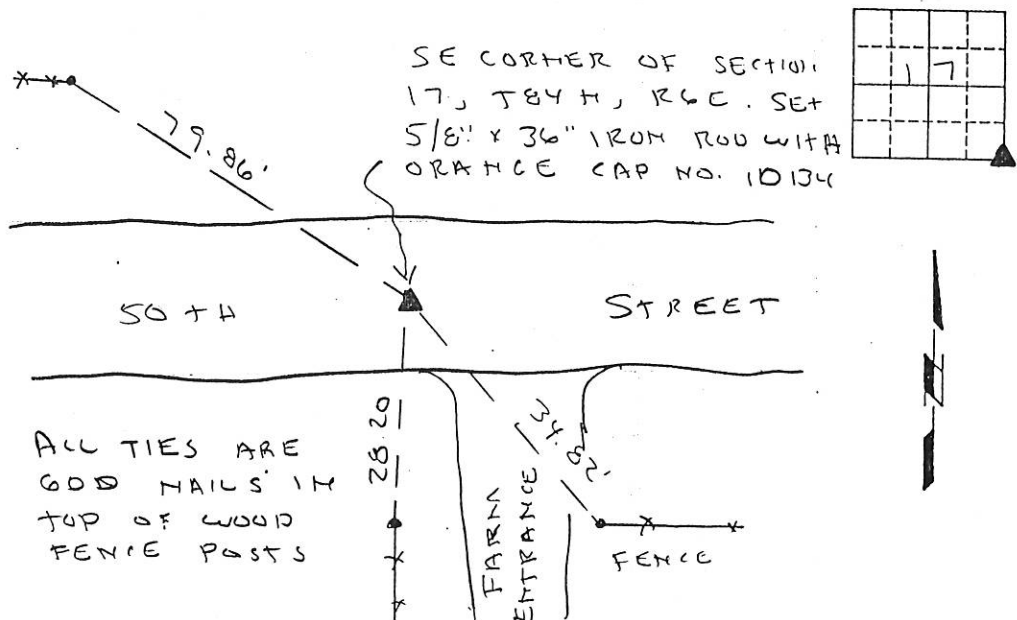 SE CORNER OF SECTION
17, T84N, R6E. SET
5/8" x 36" IRON ROD WITH
ORANGE CAP NO. 10134
17
79.86'
50TH STREET
28.20
34.82'
ALL TIES ARE
60D NAILS IN
TOP OF WOOD
FENCE POSTS
FARM
ENTRANCE
FENCE
N